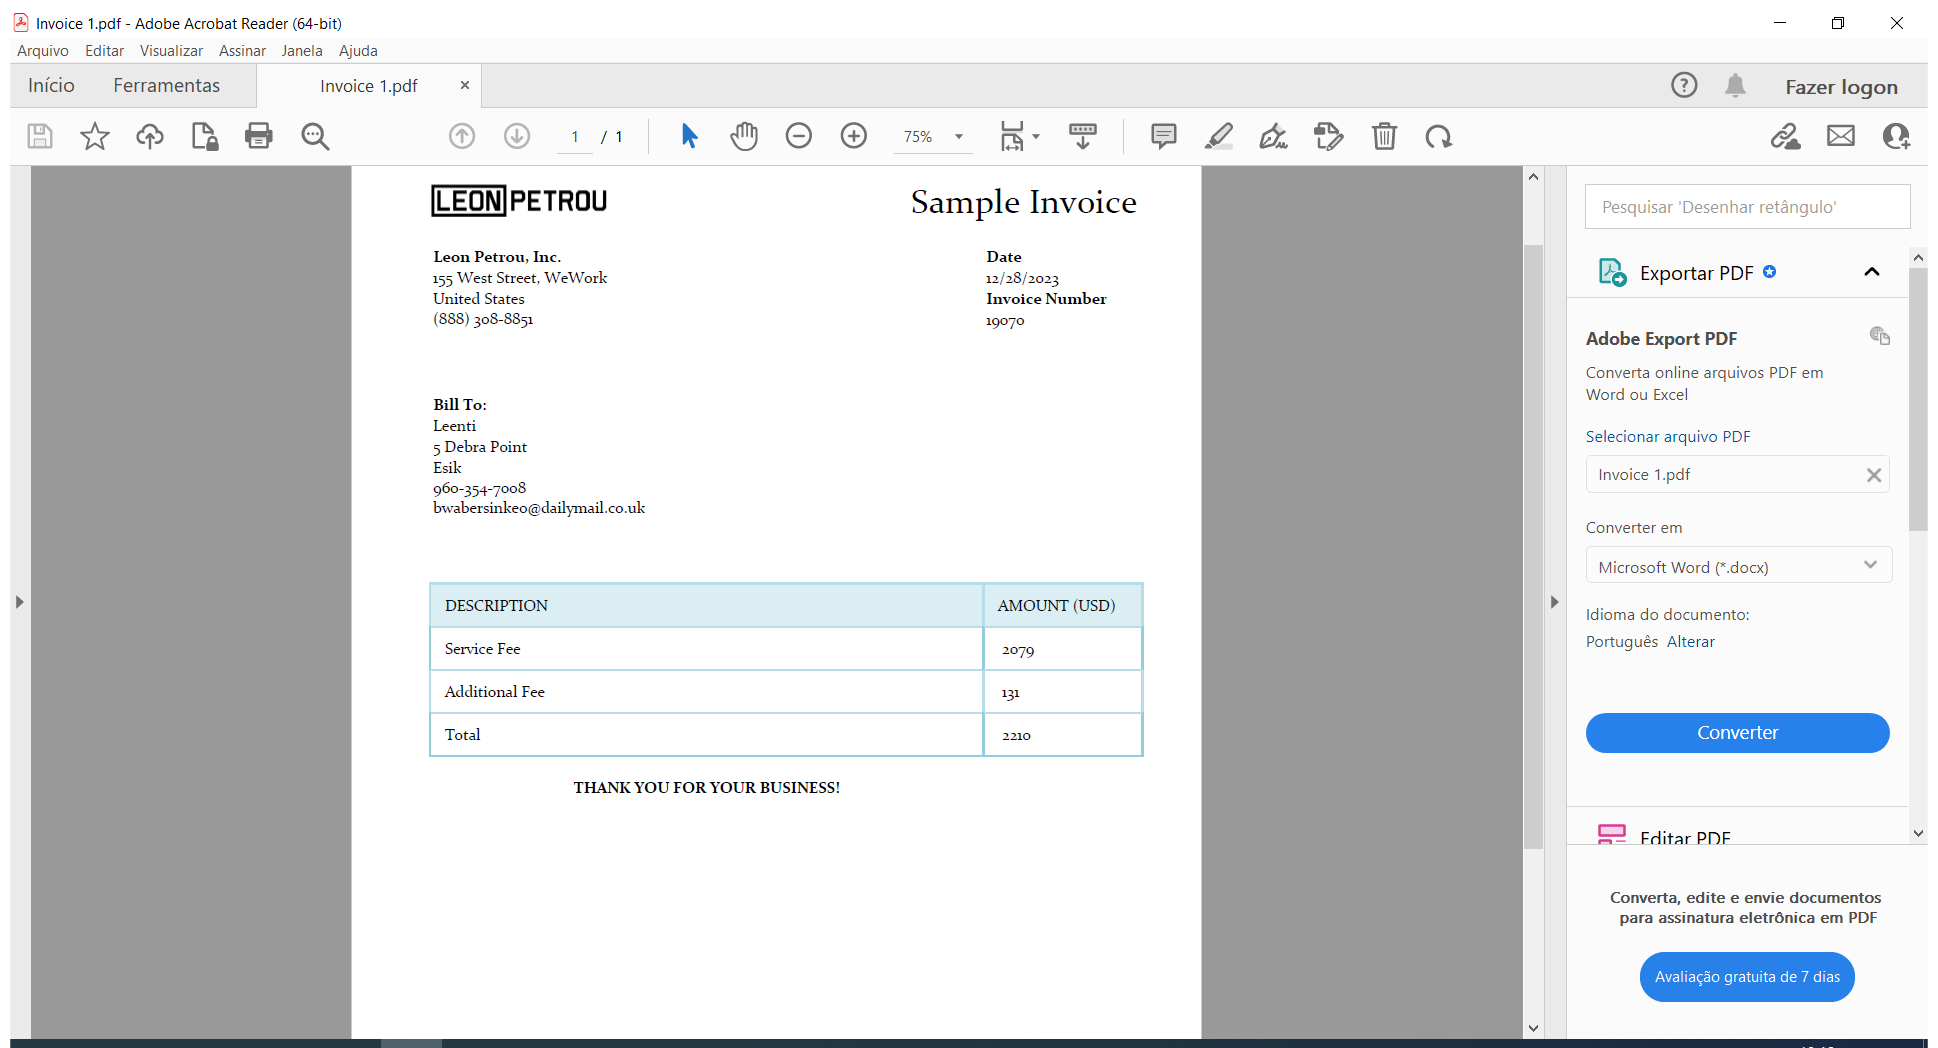 Invoice 1.pdf - Adobe Acrobat Reader (64-bit)
Arquivo Editar Visualizar Assinar Janela Ajuda
Início Ferramentas Invoice 1.pdf × ? Fazer logon
1 / 1 75%
LEON PETROU
Sample Invoice
Leon Petrou, Inc.
155 West Street, WeWork
United States
(888) 308-8851
Date
12/28/2023
Invoice Number
19070
Bill To:
Leenti
5 Debra Point
Esik
960-354-7008
bwabersinke0@dailymail.co.uk
DESCRIPTION AMOUNT (USD)
Service Fee 2079
Additional Fee 131
Total 2210
THANK YOU FOR YOUR BUSINESS!
Pesquisar 'Desenhar retângulo'
Exportar PDF
Adobe Export PDF
Converta online arquivos PDF em
Word ou Excel
Selecionar arquivo PDF
Invoice 1.pdf
Converter em
Microsoft Word (*.docx)
Idioma do documento:
Português Alterar
Converter
Editar PDF
Converta, edite e envie documentos
para assinatura eletrônica em PDF
Avaliação gratuita de 7 dias